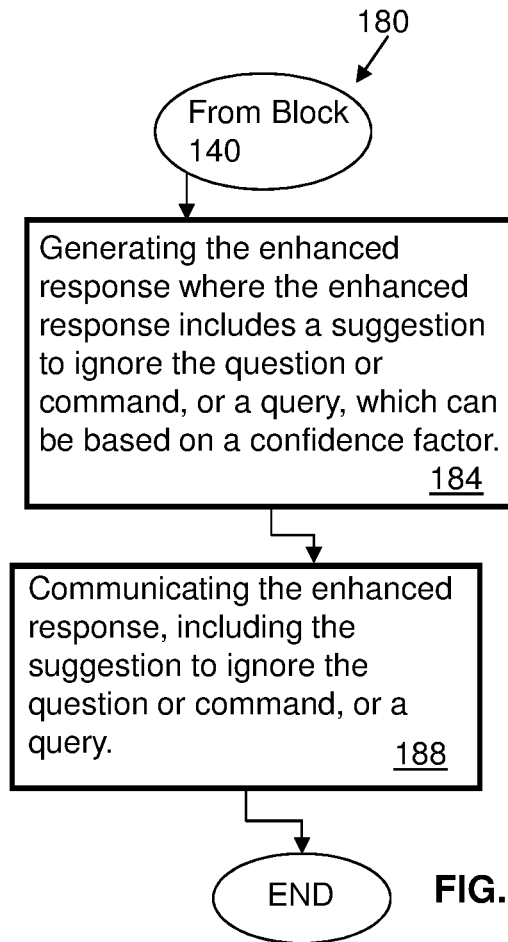 180
From Block
140
Generating the enhanced
response where the enhanced
response includes a suggestion
to ignore the question or
command, or a query, which can
be based on a confidence factor.
184
Communicating the enhanced
response, including the
suggestion to ignore the
question or command, or a
query.
188
END
FIG.